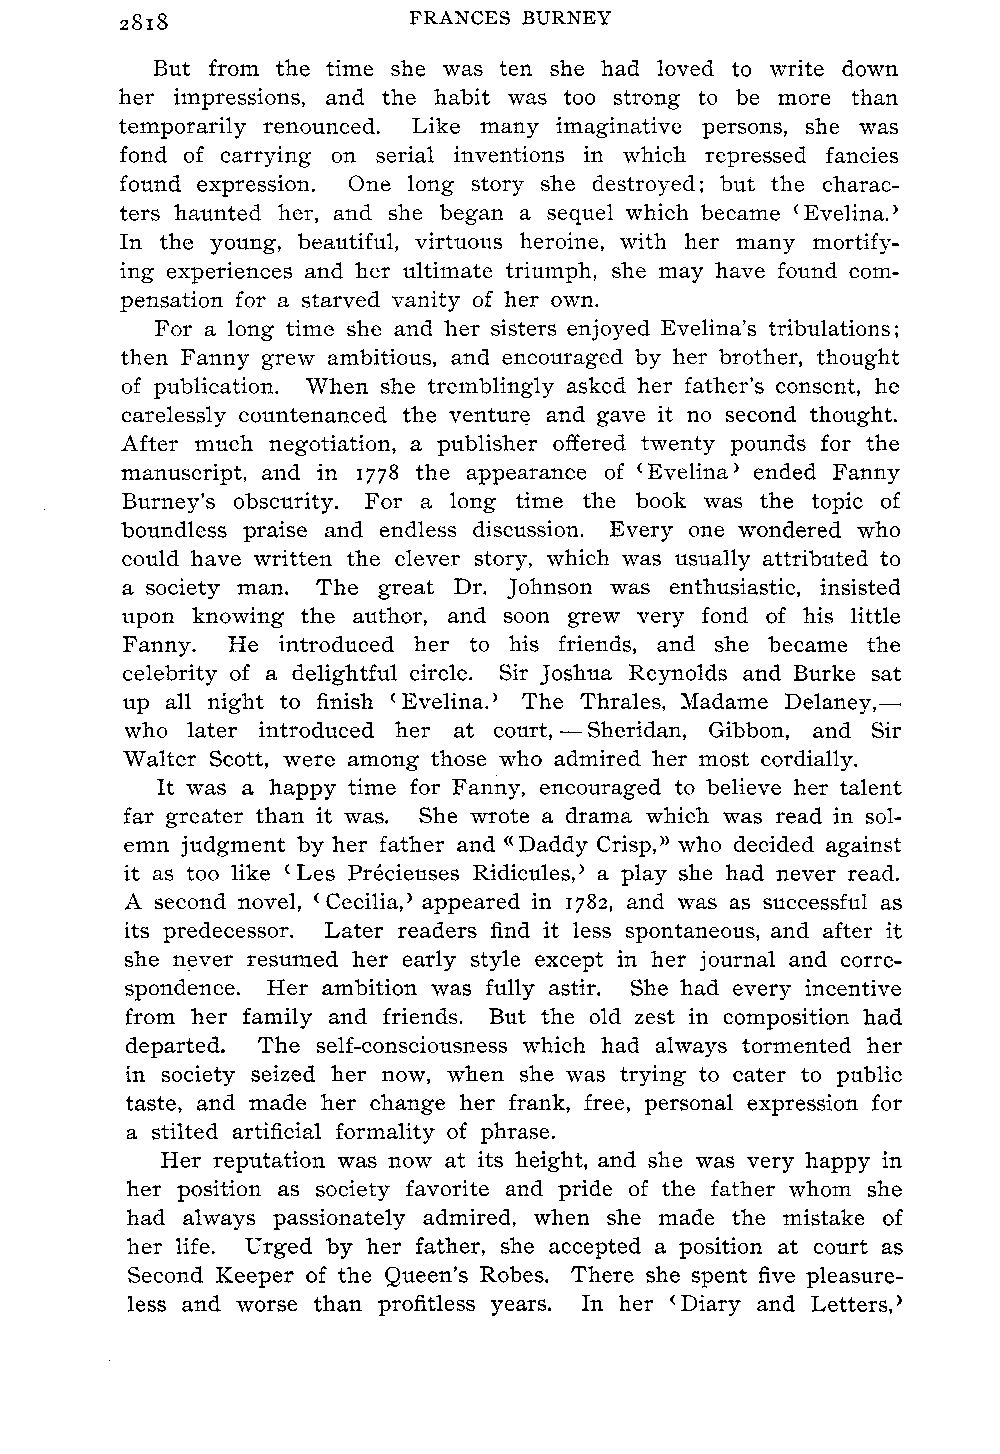 2818 FRANCES BURNEY
But from the time she was ten she had loved to write down
her impressions, and the habit was too strong to be more than
temporarily renounced. Like many imaginative persons, she was
fond of carrying on serial inventions in which repressed fancies
found expression. One long story she destroyed; but the charac-
ters haunted her, and she began a sequel which became ‘Evelina.’
In the young, beautiful, virtuous heroine, with her many mortify-
ing experiences and her ultimate triumph, she may have found com-
pensation for a starved vanity of her own.
For a long time she and her sisters enjoyed Evelina's tribulations;
then Fanny grew ambitious, and encouraged by her brother, thought
of publication. When she tremblingly asked her father's consent, he
carelessly countenanced the venture and gave it no second thought.
After much negotiation, a publisher offered twenty pounds for the
manuscript, and in 1778 the appearance of ‘Evelina’ ended Fanny
Burney's obscurity. For a long time the book was the topic of
boundless praise and endless discussion. Every one wondered who
could have written the clever story, which was usually attributed to
a society man. The great Dr. Johnson was enthusiastic, insisted
upon knowing the author, and soon grew very fond of his little
Fanny. He introduced her to his friends, and she became the
celebrity of a delightful circle. Sir Joshua Reynolds and Burke sat
up all night to finish ‘Evelina.’ The Thrales, Madame Delaney,—
who later introduced her at court,—Sheridan, Gibbon, and Sir
Walter Scott, were among those who admired her most cordially.
It was a happy time for Fanny, encouraged to believe her talent
far greater than it was. She wrote a drama which was read in sol-
emn judgment by her father and “Daddy Crisp,” who decided against
it as too like ‘Les Précieuses Ridicules,’ a play she had never read.
A second novel, ‘Cecilia,’ appeared in 1782, and was as successful as
its predecessor. Later readers find it less spontaneous, and after it
she never resumed her early style except in her journal and corre-
spondence. Her ambition was fully astir. She had every incentive
from her family and friends. But the old zest in composition had
departed. The self-consciousness which had always tormented her
in society seized her now, when she was trying to cater to public
taste, and made her change her frank, free, personal expression for
a stilted artificial formality of phrase.
Her reputation was now at its height, and she was very happy in
her position as society favorite and pride of the father whom she
had always passionately admired, when she made the mistake of
her life. Urged by her father, she accepted a position at court as
Second Keeper of the Queen's Robes. There she spent five pleasure-
less and worse than profitless years. In her ‘Diary and Letters,’